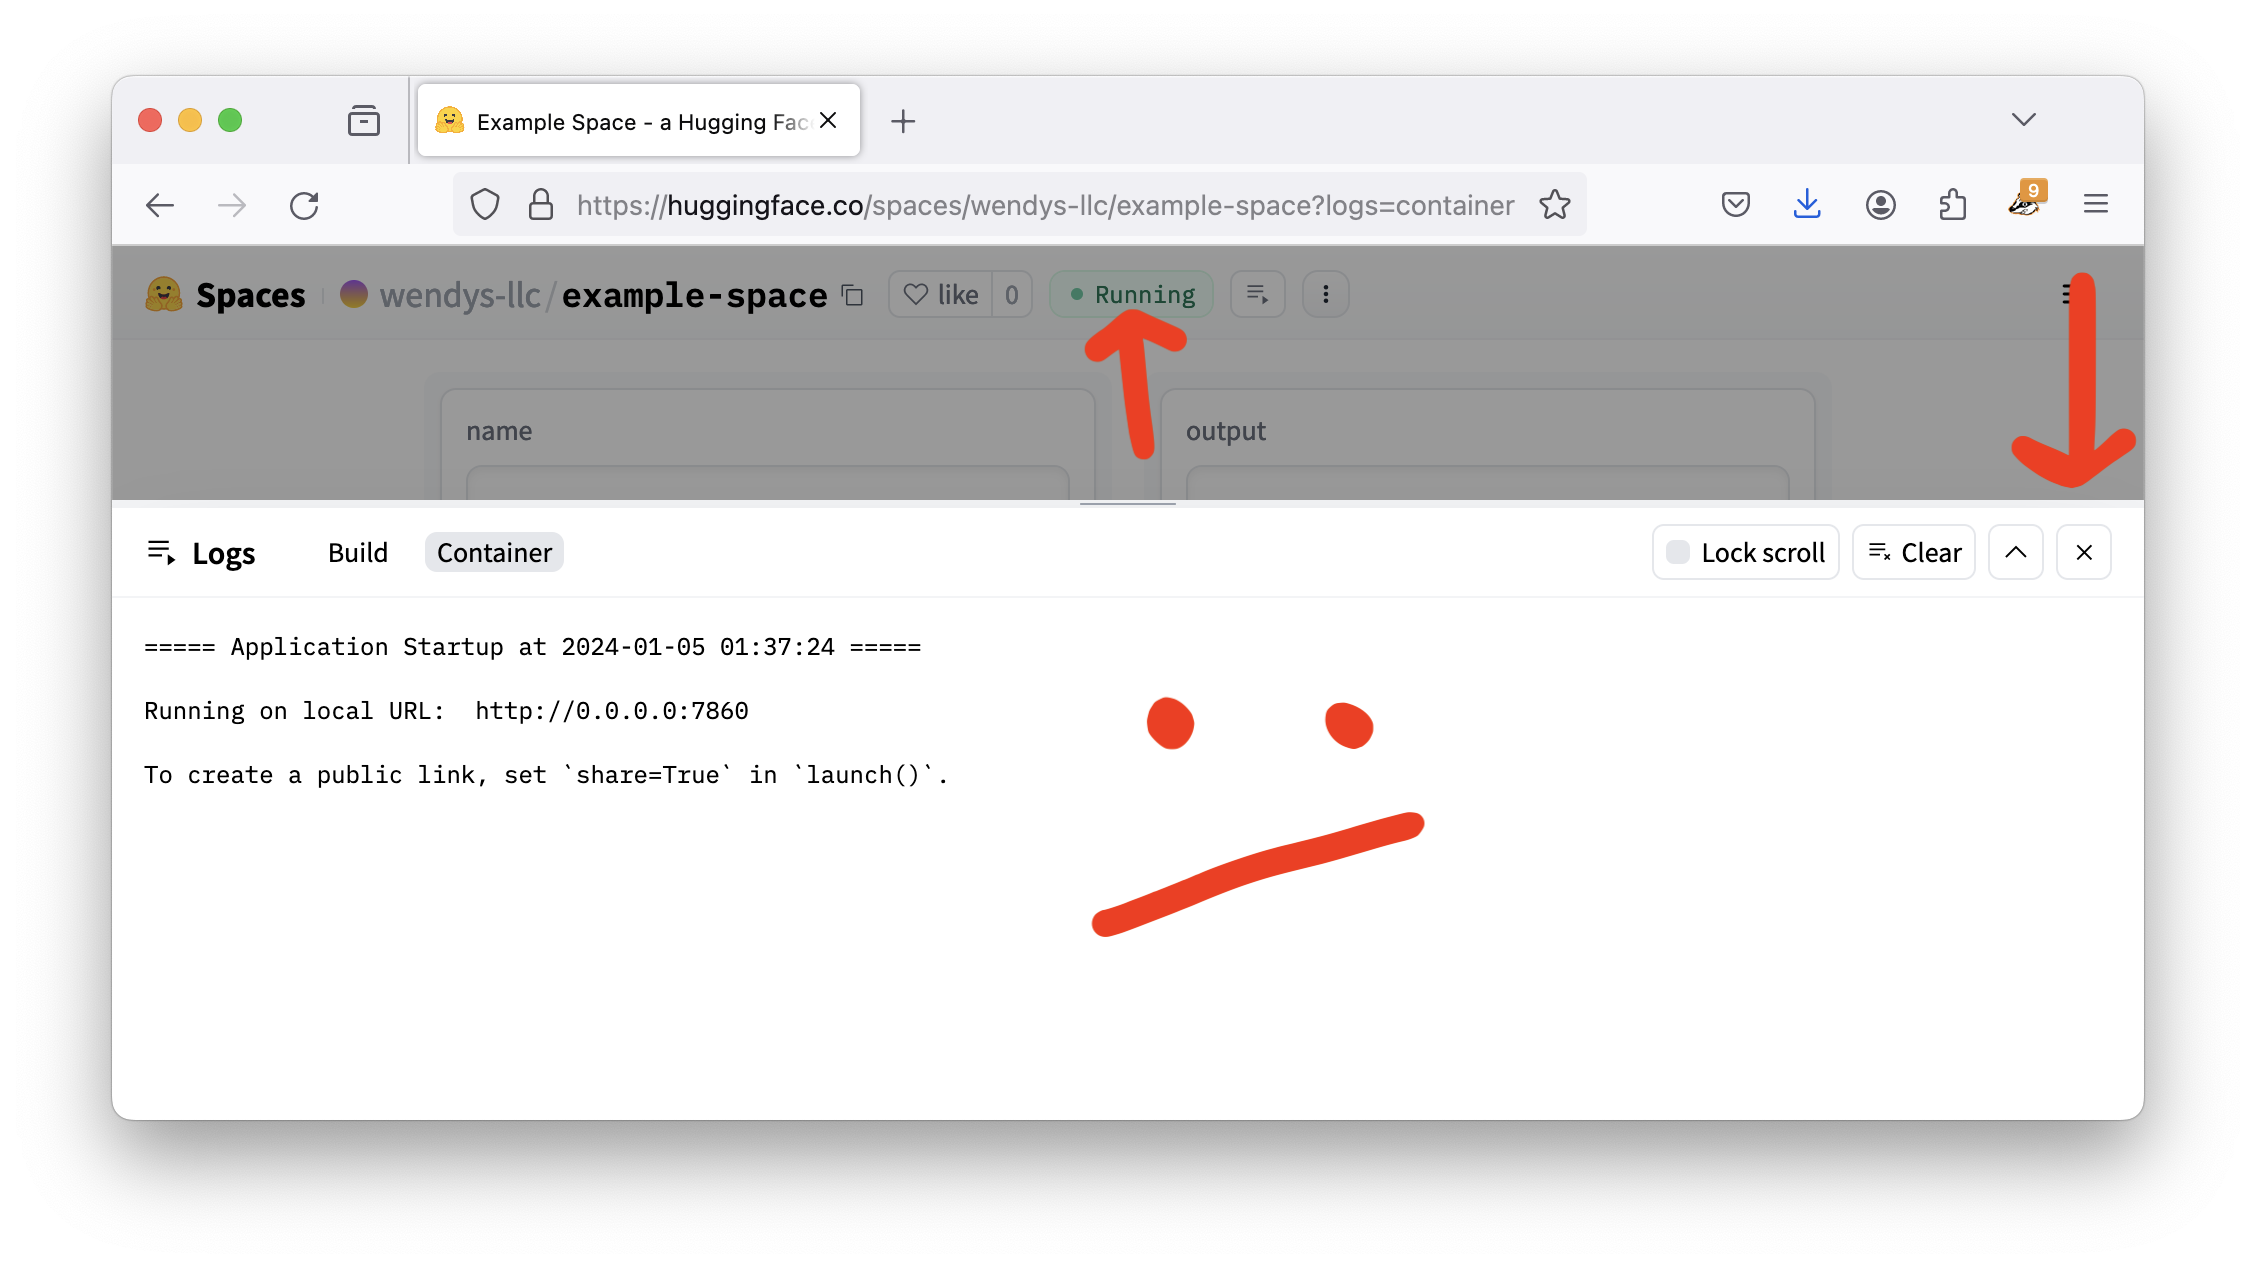 Example Space - a Hugging Fac
https://huggingface.co/spaces/wendys-llc/example-space?logs=container
9
Spaces wendys-llc/example-space like 0 Running
name output
Logs Build Container Lock scroll Clear
===== Application Startup at 2024-01-05 01:37:24 =====
Running on local URL:  http://0.0.0.0:7860
To create a public link, set `share=True` in `launch()`.